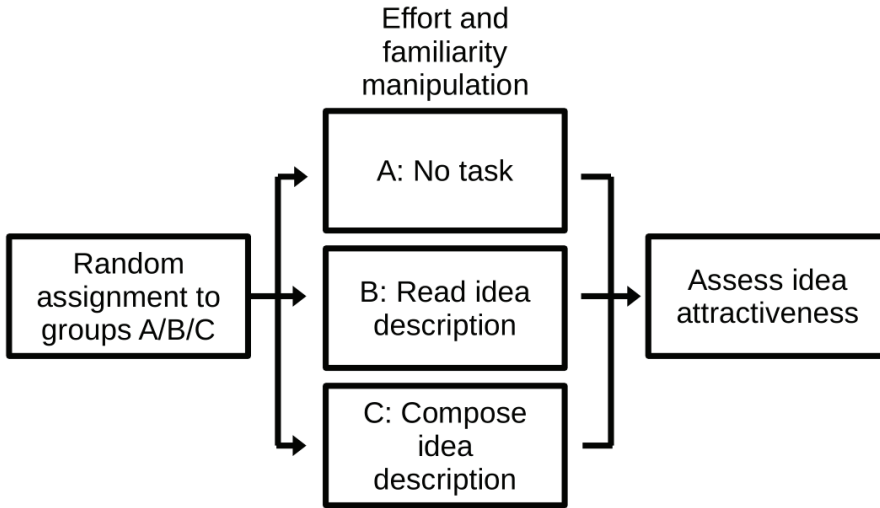 Effort and
familiarity
manipulation
A: No task
Random
assignment to
groups A/B/C
B: Read idea
description
Assess idea
attractiveness
C: Compose
idea
description